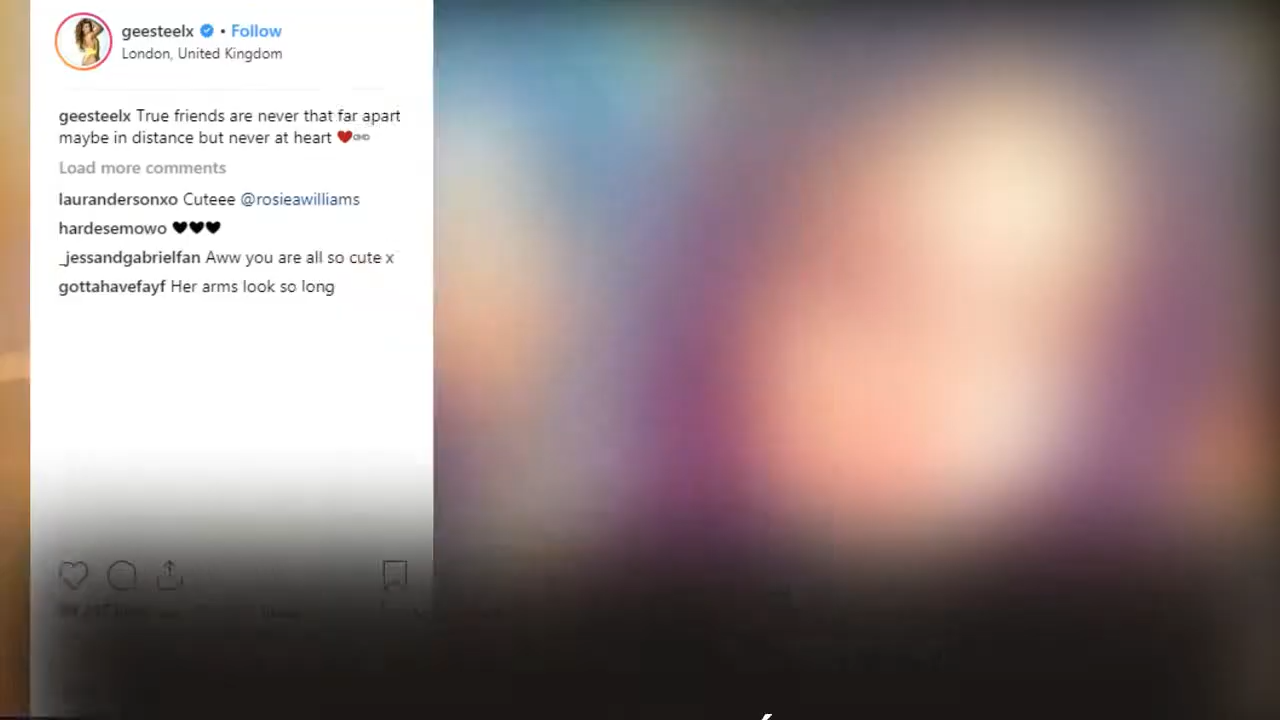 geesteelx • Follow
London, United Kingdom
geesteelx True friends are never that far apart
maybe in distance but never at heart ❤️
Load more comments
laurandersonxo Cuteee @rosieawilliams
hardesemowo ♥♥♥
_jessandgabrielfan Aww you are all so cute x
gottahavefayf Her arms look so long